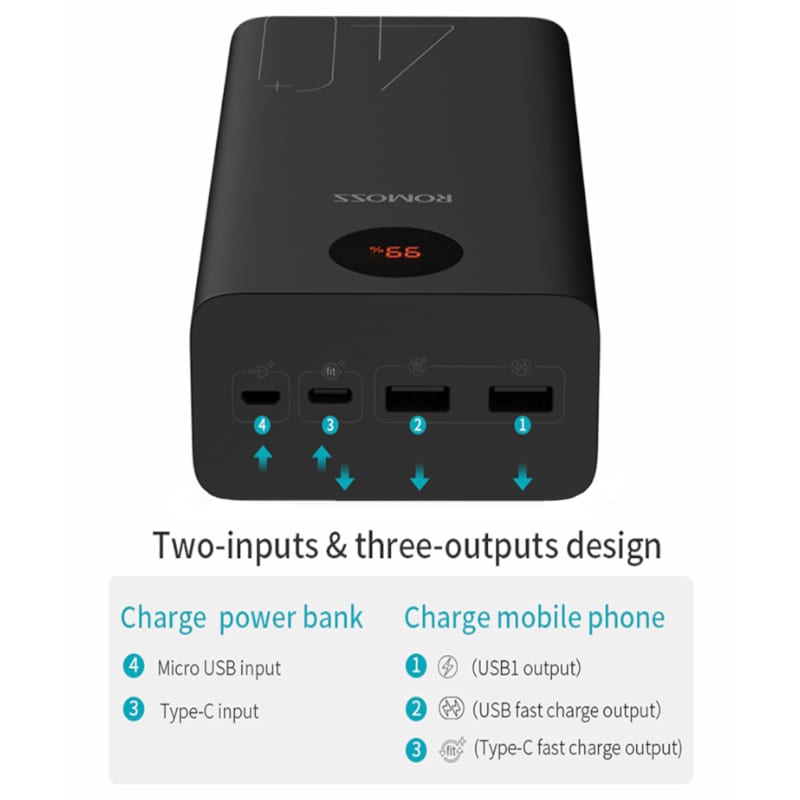 40
ROMOSS
99%
fit
4
3
2
1
Two-inputs & three-outputs design
Charge power bank
4 Micro USB input
3 Type-C input
Charge mobile phone
1 (USB1 output)
2 (USB fast charge output)
3 fit (Type-C fast charge output)